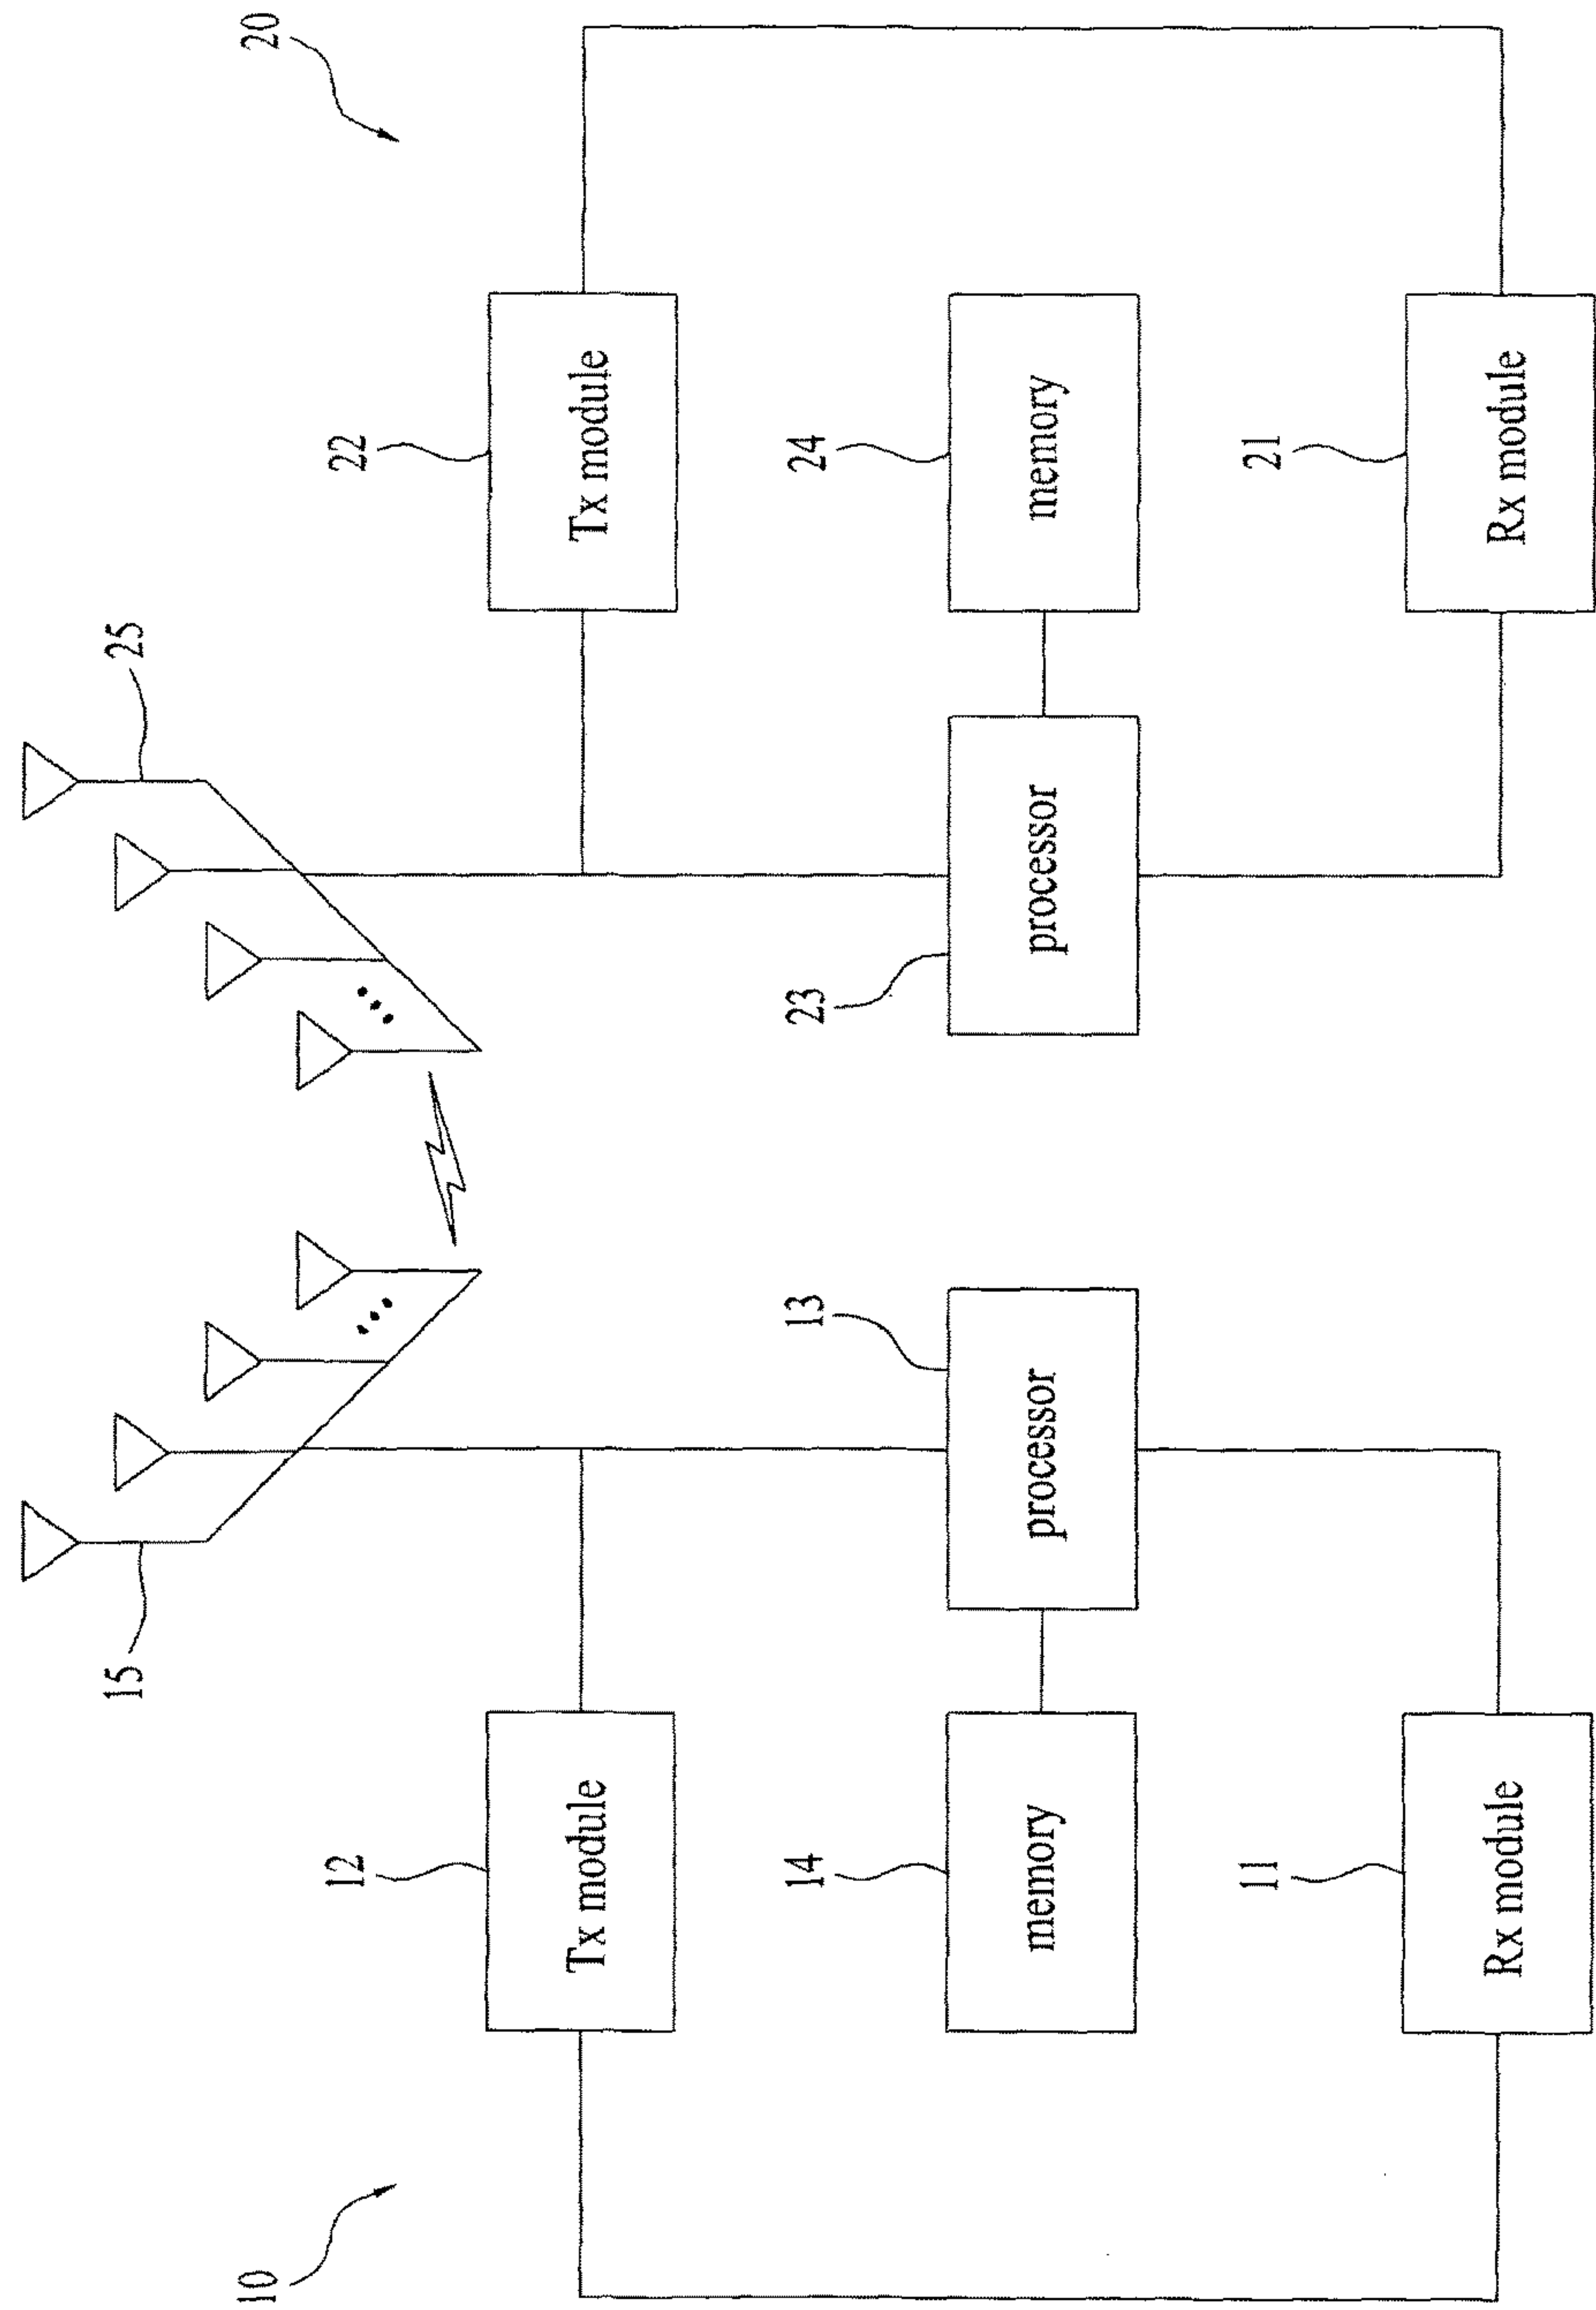 10
20
15
25
12
Tx module
22
Tx module
14
memory
13
processor
23
processor
24
memory
11
Rx module
21
Rx module